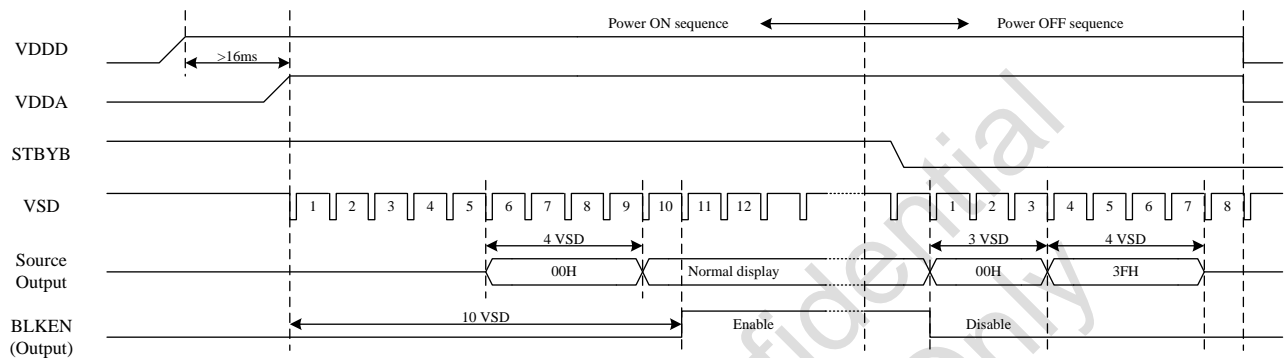 Power ON sequence
Power OFF sequence
VDDD
>16ms
VDDA
STBYB
VSD
1 2 3 4 5 6 7 8 9 10 11 12 1 2 3 4 5 6 7 8
4 VSD
3 VSD
4 VSD
Source
Output
00H
Normal display
00H
3FH
10 VSD
BLKEN
(Output)
Enable
Disable